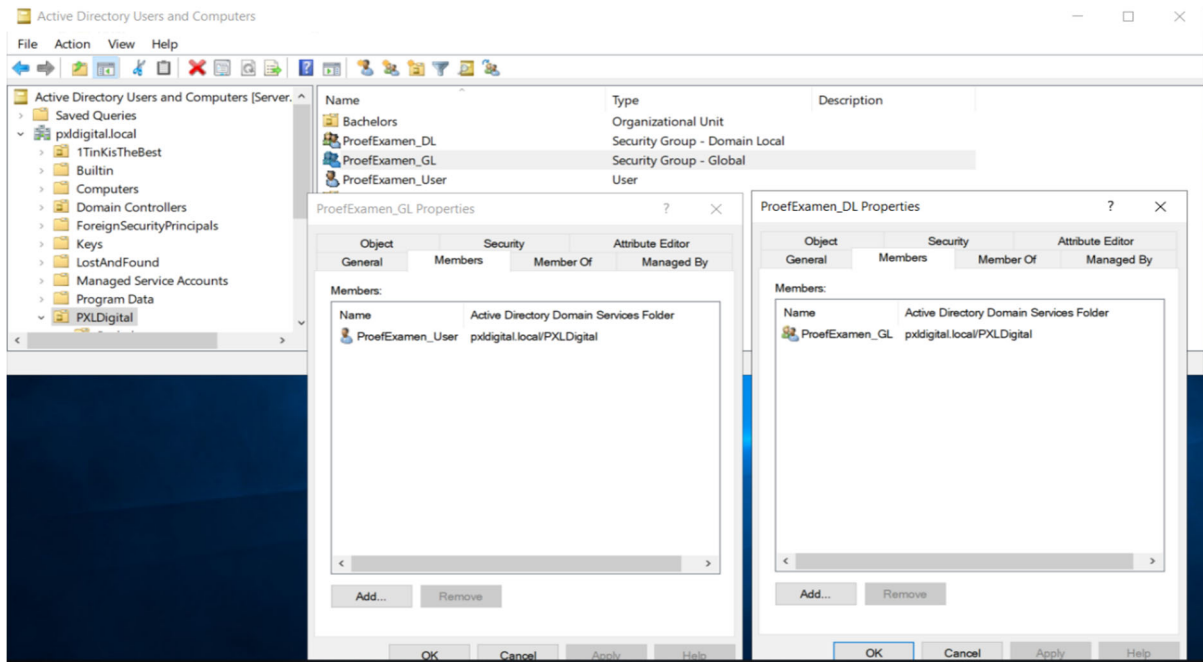 Active Directory Users and Computers
File Action View Help
Active Directory Users and Computers [Server.
Saved Queries
pxldigital.local
1TinKisTheBest
Builtin
Computers
Domain Controllers
ForeignSecurityPrincipals
Keys
LostAndFound
Managed Service Accounts
Program Data
PXLDigital
Name Type Description
Bachelors Organizational Unit
ProefExamen_DL Security Group - Domain Local
ProefExamen_GL Security Group - Global
ProefExamen_User User
ProefExamen_GL Properties ?
Object Security Attribute Editor
General Members Member Of Managed By
Members:
Name Active Directory Domain Services Folder
ProefExamen_User pxldigital.local/PXLDigital
Add... Remove
OK Cancel Apply Help
ProefExamen_DL Properties ?
Object Security Attribute Editor
General Members Member Of Managed By
Members:
Name Active Directory Domain Services Folder
ProefExamen_GL pxldigital.local/PXLDigital
Add... Remove
OK Cancel Apply Help